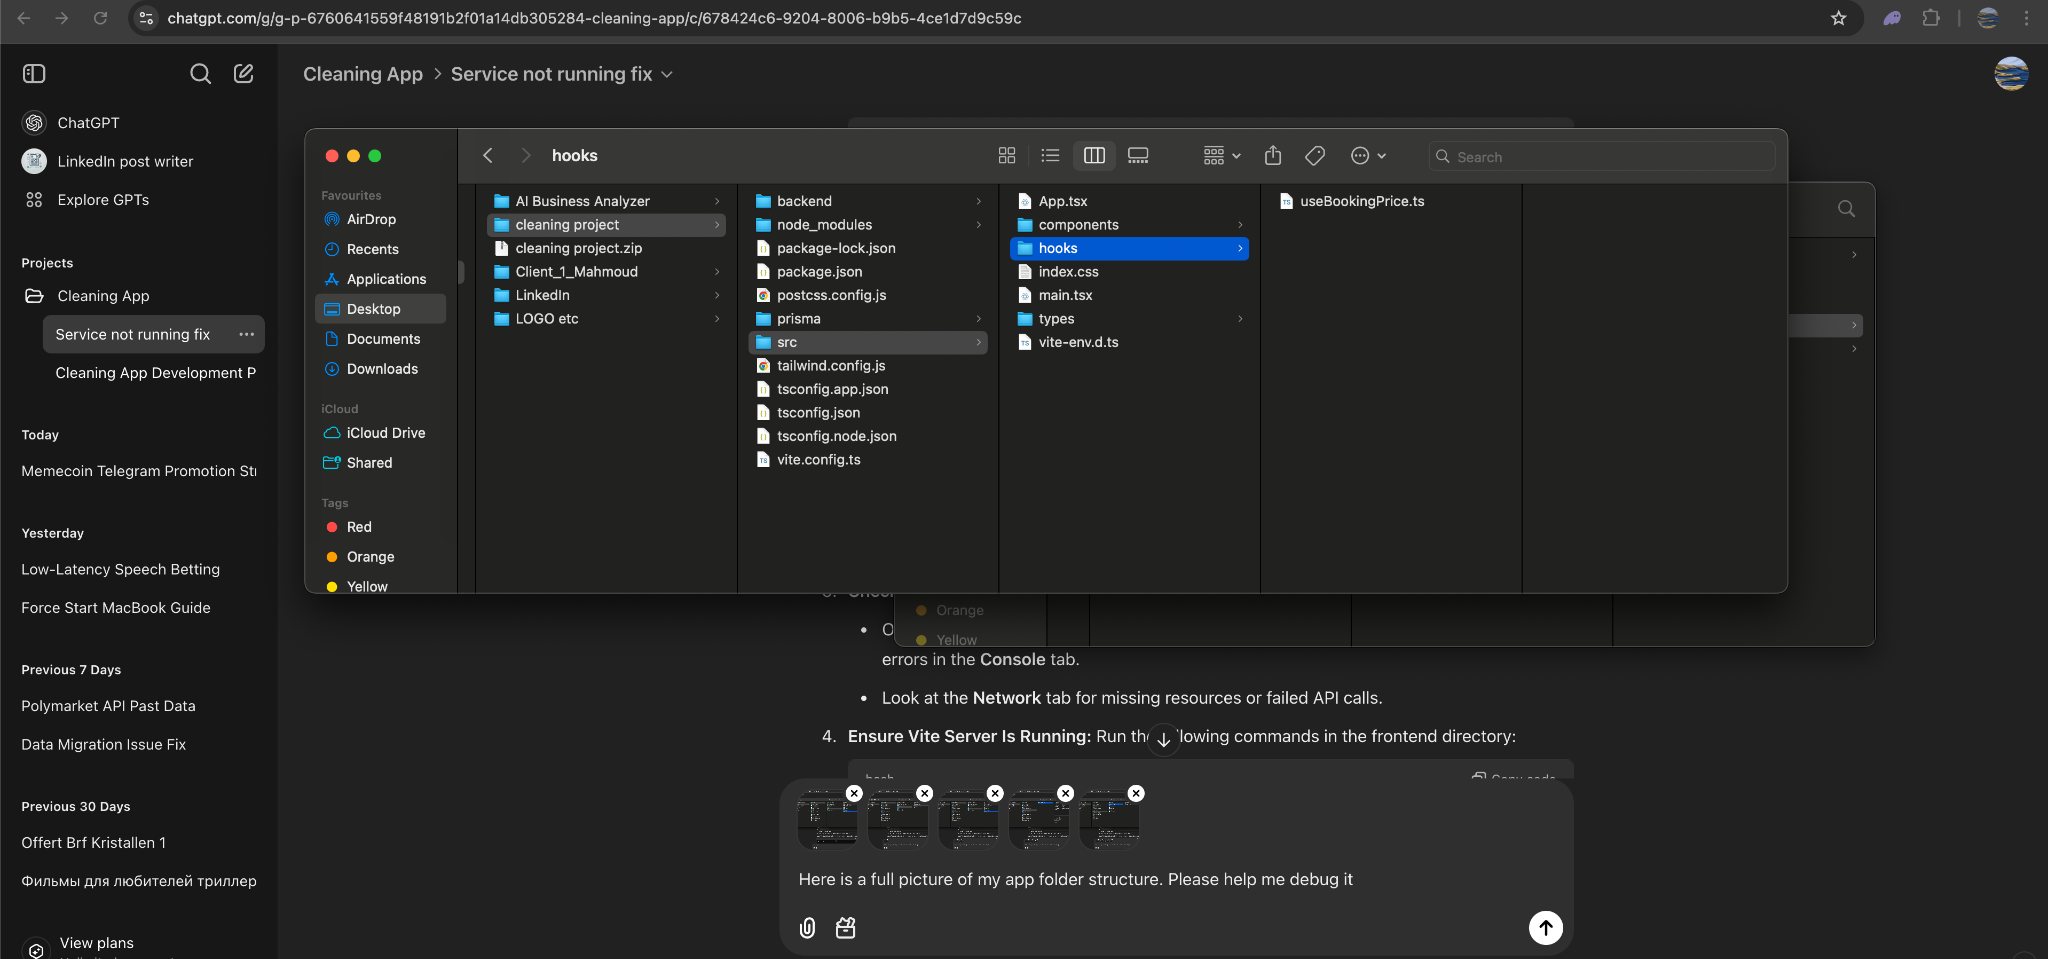 chatgpt.com/g/g-p-6760641559f48191b2f01a14db305284-cleaning-app/c/678424c6-9204-8006-b9b5-4ce1d7d9c59c
ChatGPT
LinkedIn post writer
Explore GPTs
Projects
Cleaning App
Service not running fix
Cleaning App Development P
Today
Memecoin Telegram Promotion Str
Yesterday
Low-Latency Speech Betting
Force Start MacBook Guide
Previous 7 Days
Polymarket API Past Data
Data Migration Issue Fix
Previous 30 Days
Offert Brf Kristallen 1
Фильмы для любителей триллер
View plans
Cleaning App > Service not running fix
hooks
Search
Favourites
AirDrop
Recents
Applications
Desktop
Documents
Downloads
iCloud
iCloud Drive
Shared
Tags
Red
Orange
Yellow
AI Business Analyzer
cleaning project
cleaning project.zip
Client_1_Mahmoud
LinkedIn
LOGO etc
backend
node_modules
package-lock.json
package.json
postcss.config.js
prisma
src
tailwind.config.js
tsconfig.app.json
tsconfig.json
tsconfig.node.json
vite.config.ts
App.tsx
components
hooks
index.css
main.tsx
types
vite-env.d.ts
useBookingPrice.ts
Orange
Yellow
errors in the Console tab.
• Look at the Network tab for missing resources or failed API calls.
4. Ensure Vite Server Is Running: Run the following commands in the frontend directory:
bash
Copy code
Here is a full picture of my app folder structure. Please help me debug it